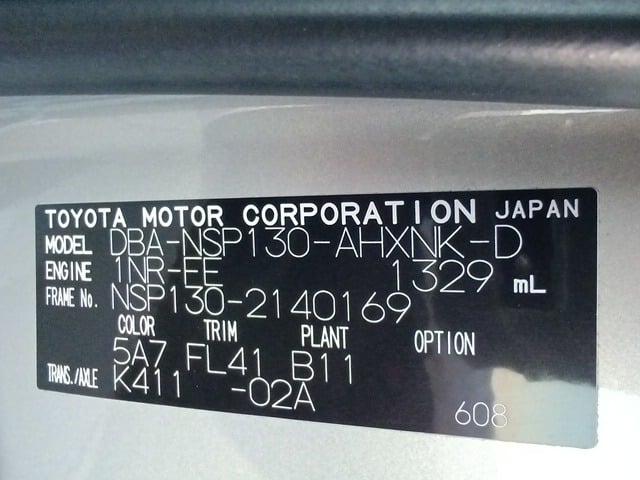 TOYOTA MOTOR CORPORATION JAPAN
MODEL DBA-NSP130-AHXNK-D
ENGINE 1NR-FE 1329 mL
FRAME No. NSP130-2140169
COLOR TRIM PLANT OPTION
5A7 FL41 B11
TRANS./AXLE K411 -02A
608